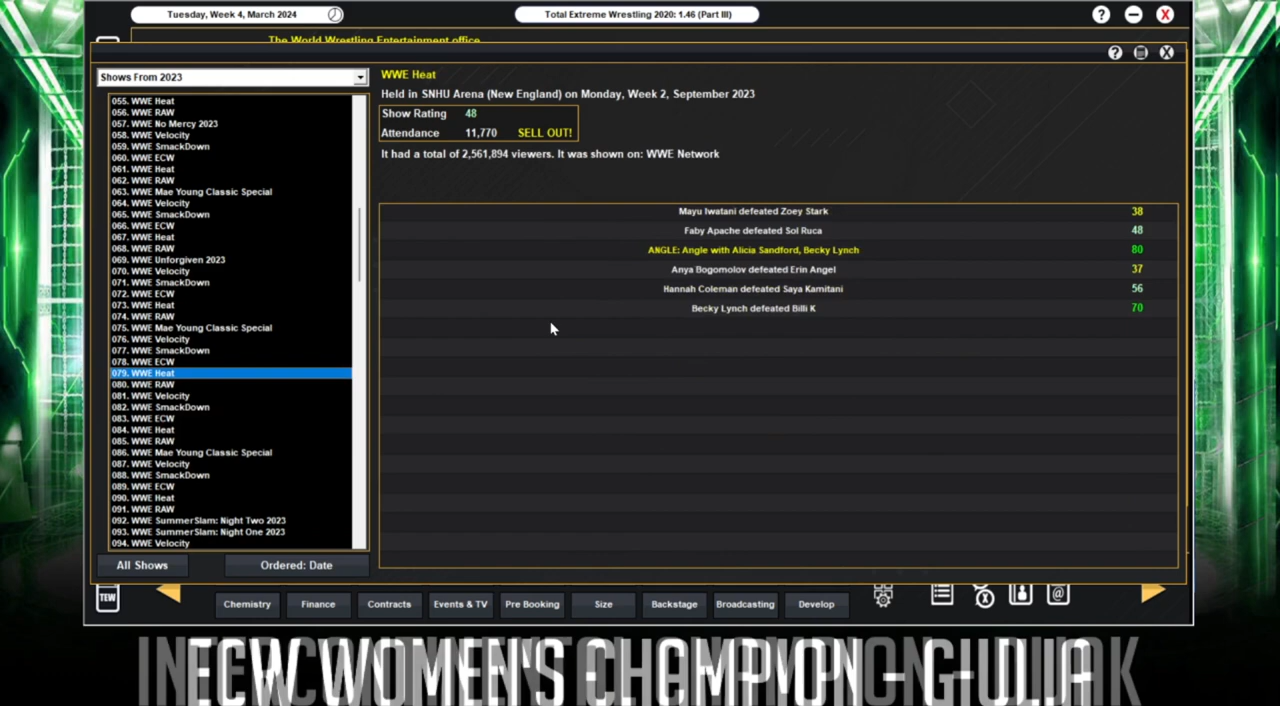 Tuesday, Week 4, March 2024
Total Extreme Wrestling 2020: 1.46 (Part III)
The World Wrestling Entertainment office
Shows From 2023
055. WWE Heat
056. WWE RAW
057. WWE No Mercy 2023
058. WWE Velocity
059. WWE SmackDown
060. WWE ECW
061. WWE Heat
062. WWE RAW
063. WWE Mae Young Classic Special
064. WWE Velocity
065. WWE SmackDown
066. WWE ECW
067. WWE Heat
068. WWE RAW
069. WWE Unforgiven 2023
070. WWE Velocity
071. WWE SmackDown
072. WWE ECW
073. WWE Heat
074. WWE RAW
075. WWE Mae Young Classic Special
076. WWE Velocity
077. WWE SmackDown
078. WWE ECW
079. WWE Heat
080. WWE RAW
081. WWE Velocity
082. WWE SmackDown
083. WWE ECW
084. WWE Heat
085. WWE RAW
086. WWE Mae Young Classic Special
087. WWE Velocity
088. WWE SmackDown
089. WWE ECW
090. WWE Heat
091. WWE RAW
092. WWE SummerSlam: Night Two 2023
093. WWE SummerSlam: Night One 2023
094. WWE Velocity
All Shows
Ordered: Date
WWE Heat
Held in SNHU Arena (New England) on Monday, Week 2, September 2023
Show Rating 48
Attendance 11,770 SELL OUT!
It had a total of 2,561,894 viewers. It was shown on: WWE Network
Mayu Iwatani defeated Zoey Stark 38
Faby Apache defeated Sol Ruca 48
ANGLE: Angle with Alicia Sandford, Becky Lynch 80
Anya Bogomolov defeated Erin Angel 37
Hannah Coleman defeated Saya Kamitani 56
Becky Lynch defeated Billi K 70
TEW
Chemistry
Finance
Contracts
Events & TV
Pre Booking
Size
Backstage
Broadcasting
Develop
ECW WOMEN'S CHAMPION - GIULIA